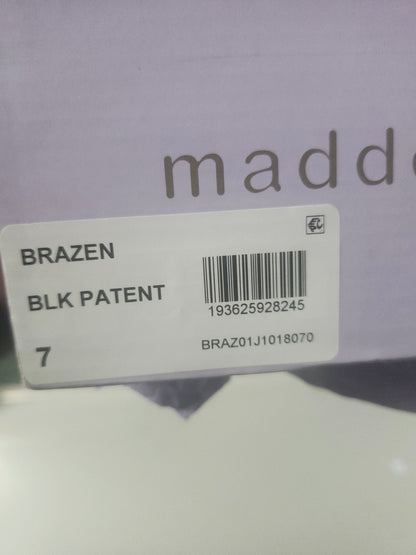 madd
BRAZEN
BLK PATENT
193625928245
7
BRAZ01J1018070